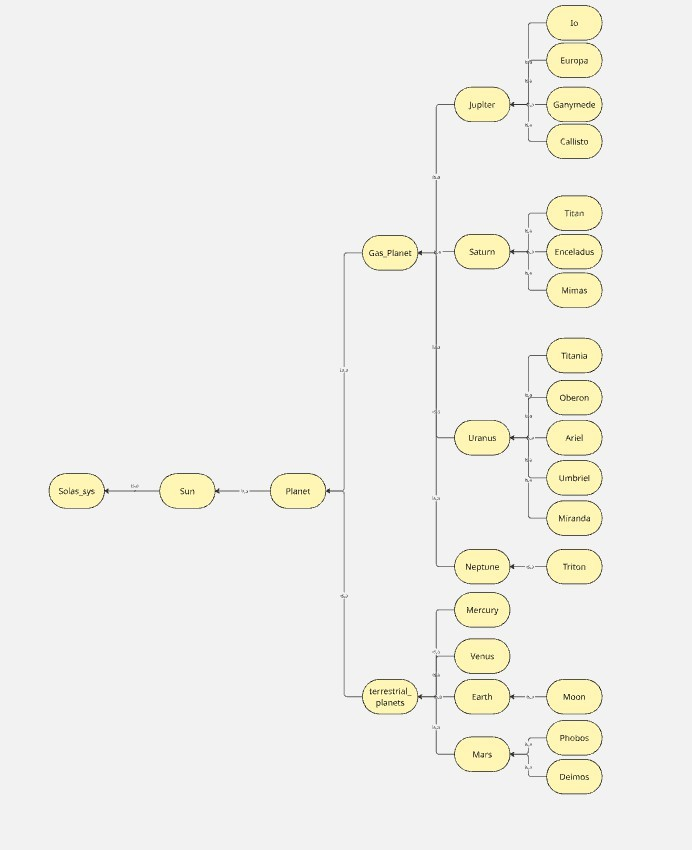 Io
Europa
Jupiter
Ganymede
Callisto
Titan
Gas_Planet
Saturn
Enceladus
Mimas
Titania
Oberon
Uranus
Ariel
Umbriel
Solas_sys
Sun
Planet
Miranda
Neptune
Triton
Mercury
Venus
terrestrial_
planets
Earth
Moon
Phobos
Mars
Deimos